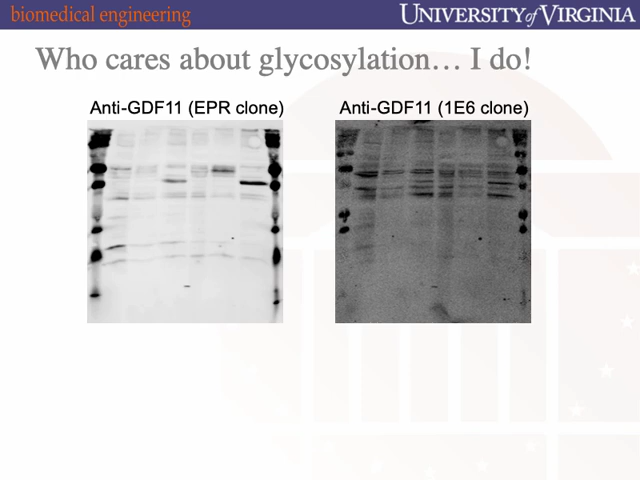 biomedical engineering
UNIVERSITY of VIRGINIA
Who cares about glycosylation… I do!
Anti-GDF11 (EPR clone)
Anti-GDF11 (1E6 clone)